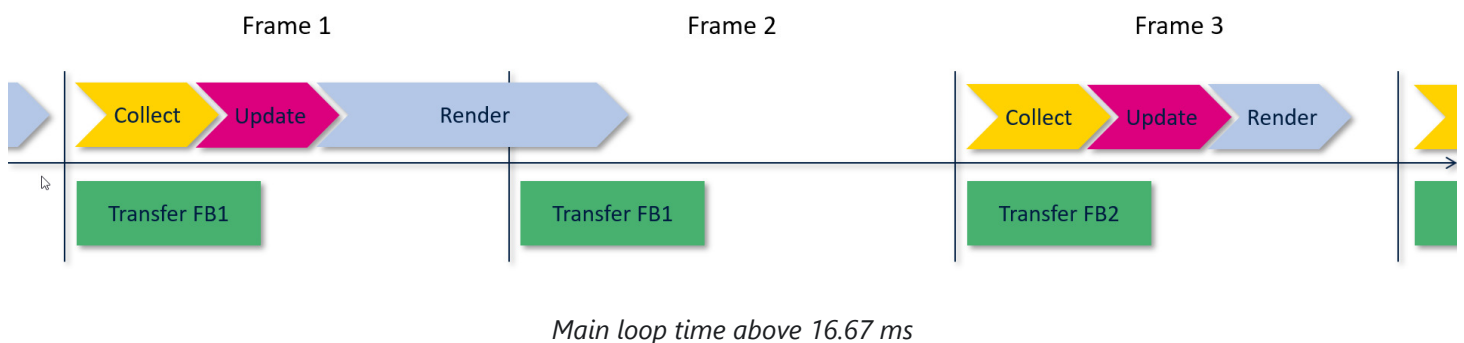 Frame 1 Frame 2 Frame 3
Collect Update Render Collect Update Render
Transfer FB1 Transfer FB1 Transfer FB2
Main loop time above 16.67 ms